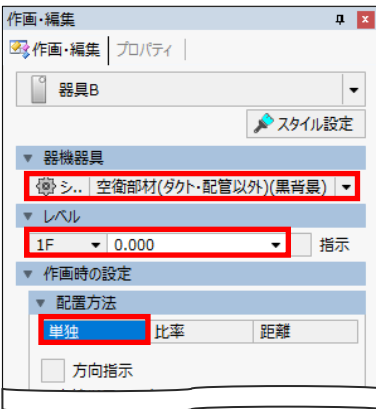 作画・編集
作画・編集 プロパティ
器具B
スタイル設定
器機器具
シ.. 空衛部材(ダクト・配管以外)(黒背景)
レベル
1F 0.000 指示
作画時の設定
配置方法
単独 比率 距離
方向指示